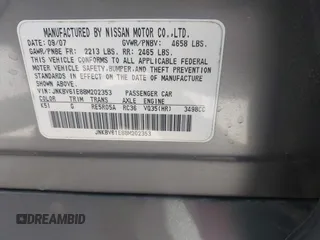 MANUFACTURED BY NISSAN MOTOR CO.,LTD.
DATE: 09/07 GVWR/PNBV: 4658 LBS.
GAWR/PNBE FR: 2213 LBS. RR: 2465 LBS.
THIS VEHICLE CONFORMS TO ALL APPLICABLE FEDERAL
MOTOR VEHICLE SAFETY,BUMPER,AND THEFT PREVENTION
STANDARDS IN EFFECT ON THE DATE OF MANUFACTURE
SHOWN ABOVE.
VIN: JNKBV61E88M202353 PASSENGER CAR
COLOR TRIM TRANS AXLE ENGINE
K51 G RE5R05A RC36 VQ35(HR) 3498CC
JNKBV61E88M202353
DREAMBID